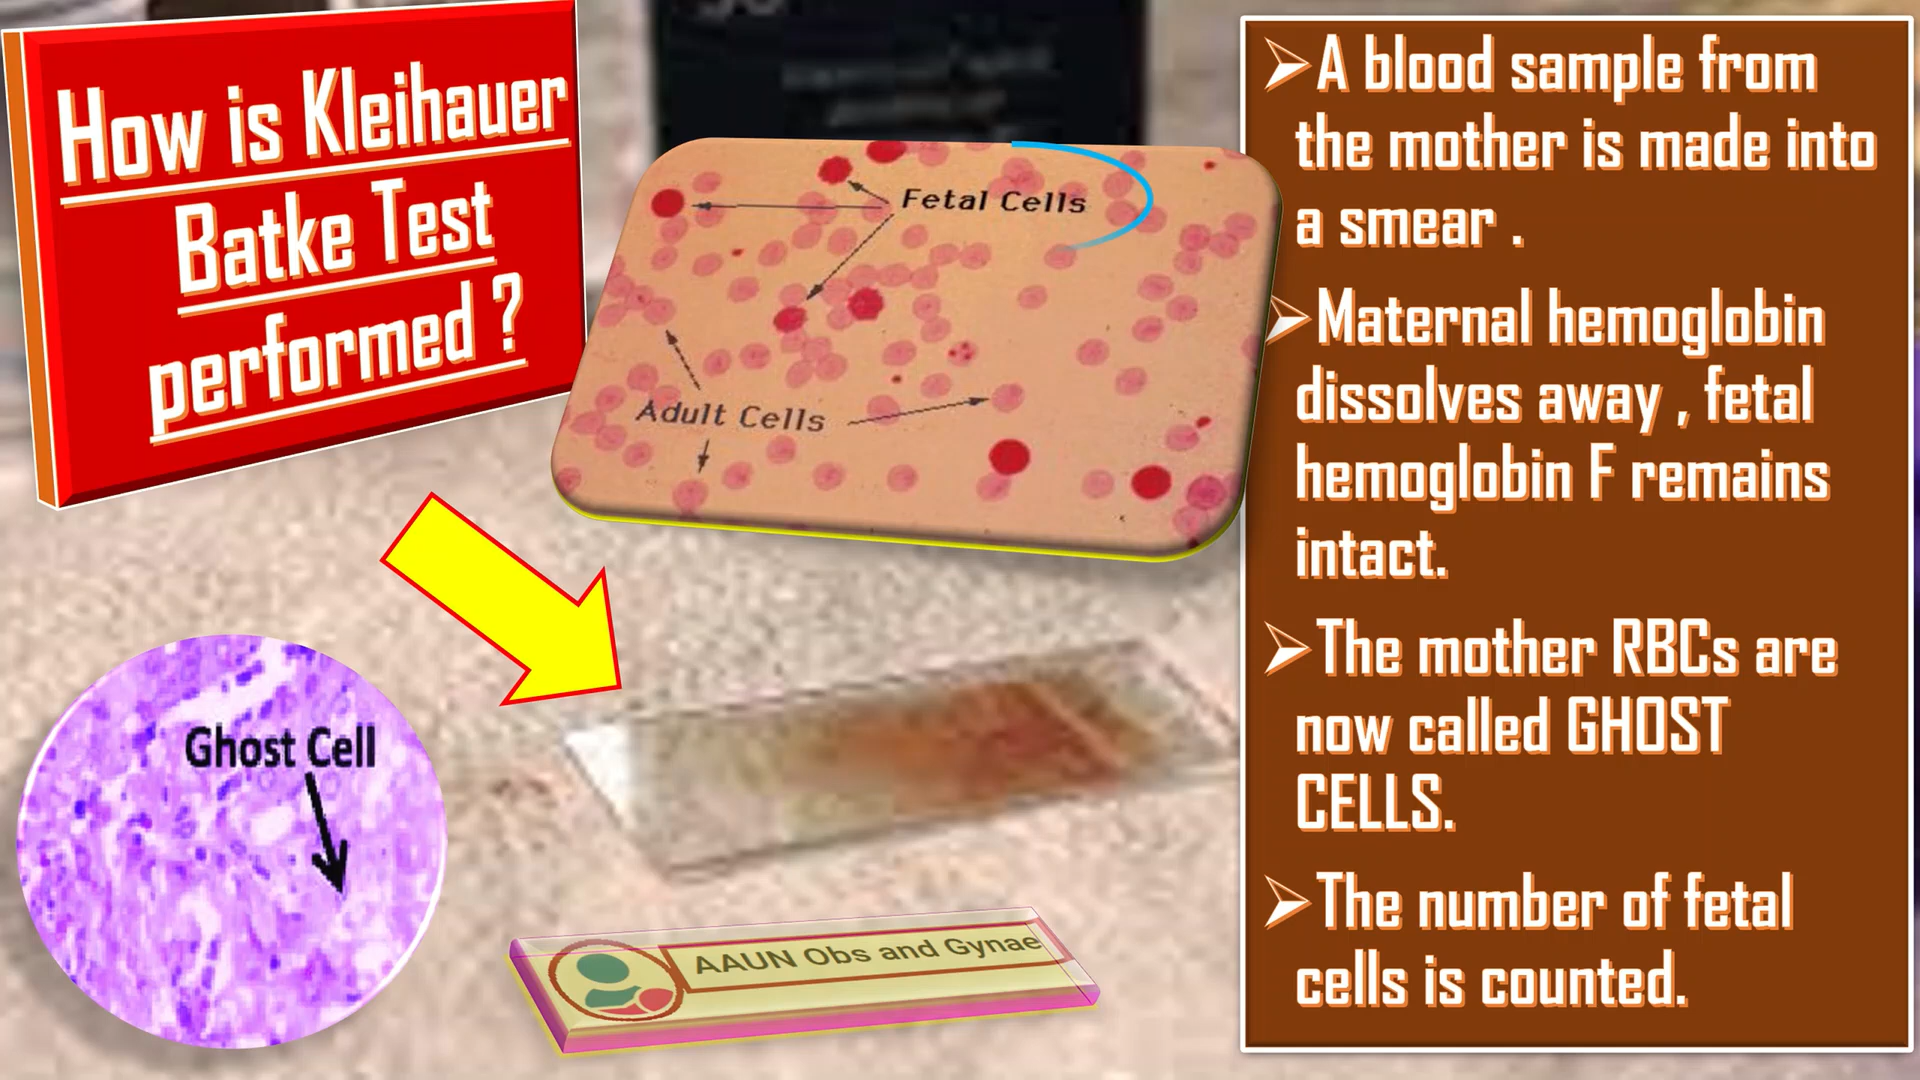 How is Kleihauer
Batke Test
performed ?
Fetal Cells
Adult Cells
Ghost Cell
AAUN Obs and Gynae
➢A blood sample from
the mother is made into
a smear .
➢Maternal hemoglobin
dissolves away , fetal
hemoglobin F remains
intact.
➢The mother RBCs are
now called GHOST
CELLS.
➢The number of fetal
cells is counted.